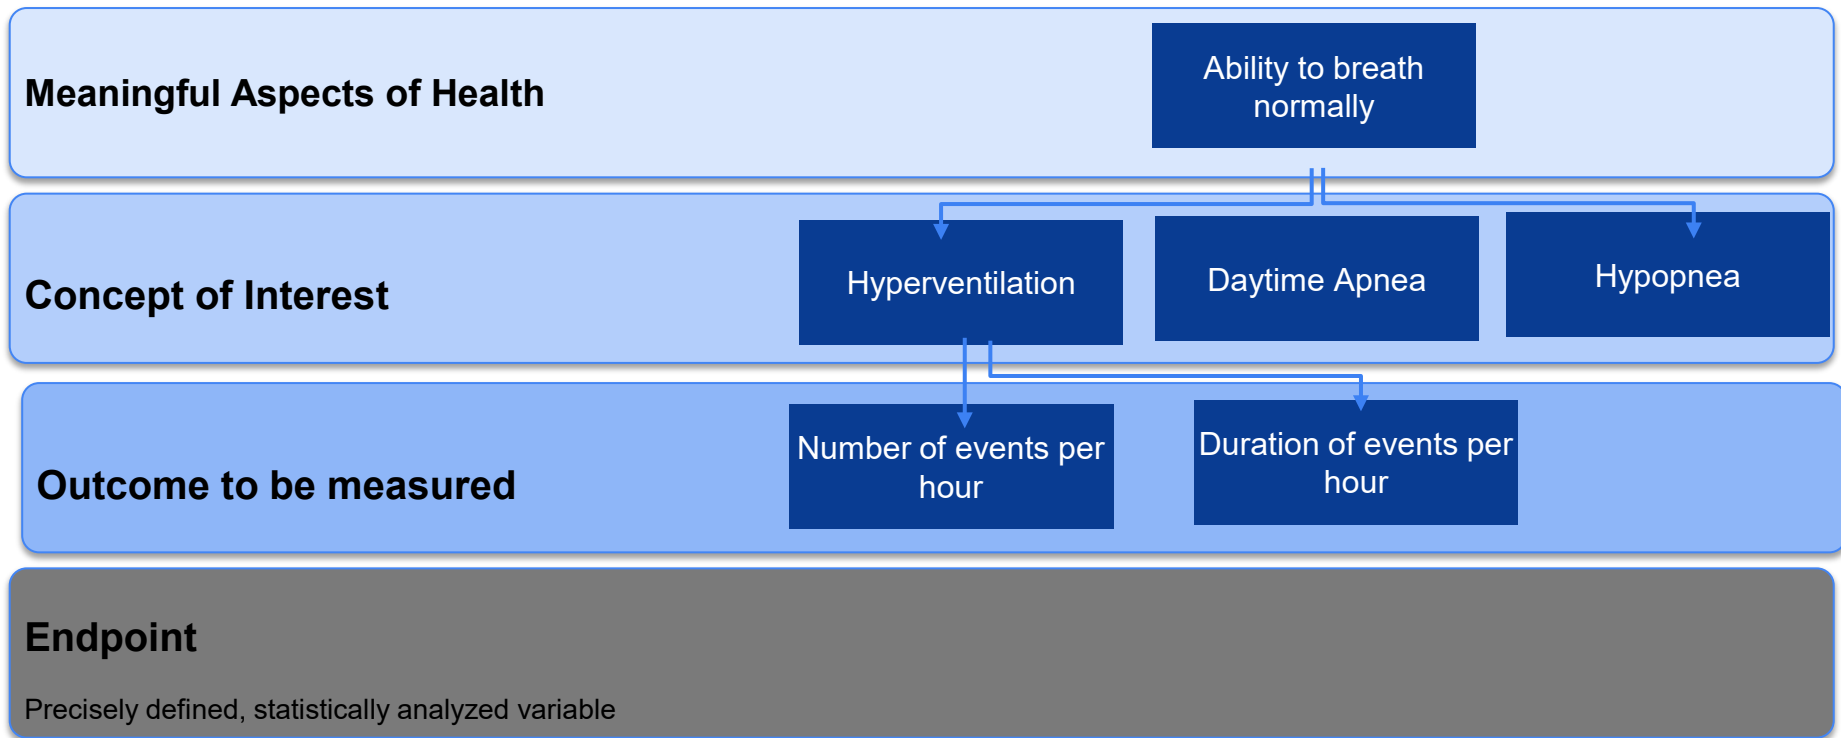 Meaningful Aspects of Health
Ability to breath
normally
Concept of Interest
Hyperventilation
Daytime Apnea
Hypopnea
Outcome to be measured
Number of events per
hour
Duration of events per
hour
Endpoint
Precisely defined, statistically analyzed variable